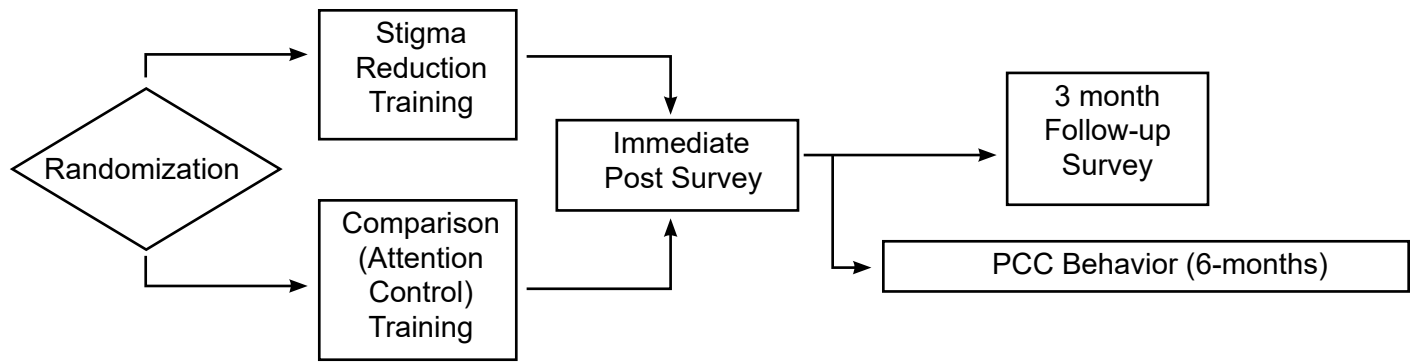 Randomization
Stigma
Reduction
Training
Comparison
(Attention
Control)
Training
Immediate
Post Survey
3 month
Follow-up
Survey
PCC Behavior (6-months)